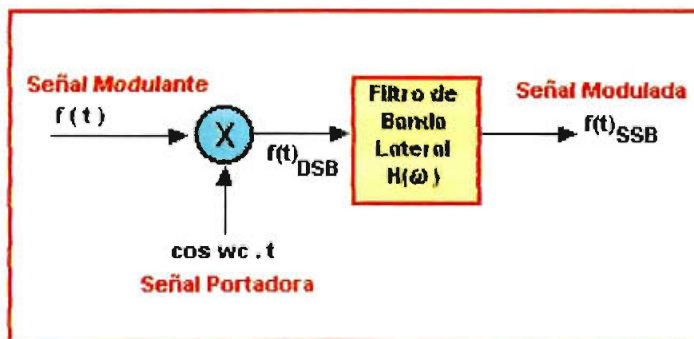 Señal Modulante
f(t)
X
f(t)DSB
cos wc.t
Señal Portadora
Filtro de
Banda
Lateral
H(ω)
Señal Modulada
f(t)SSB